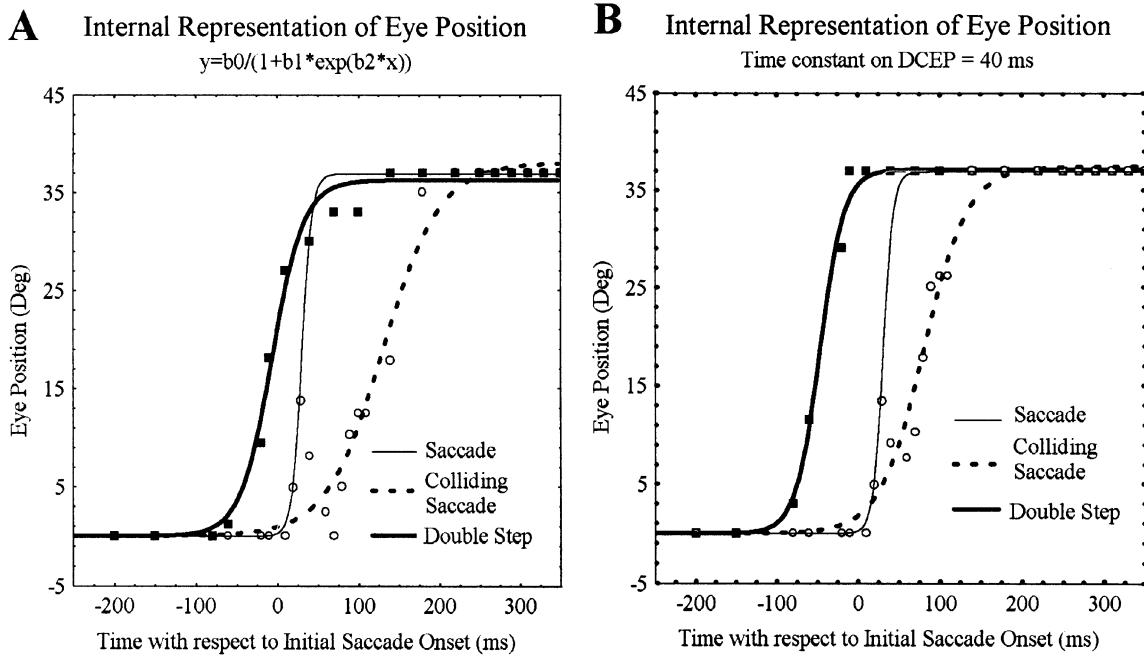 A
Internal Representation of Eye Position
y=b0/(1+b1*exp(b2*x))
45
35
25
15
5
-5
Eye Position (Deg)
Saccade
Colliding
Saccade
Double Step
-200 -100 0 100 200 300
Time with respect to Initial Saccade Onset (ms)
B
Internal Representation of Eye Position
Time constant on DCEP = 40 ms
45
35
25
15
5
-5
Eye Position (Deg)
Saccade
Colliding
Saccade
Double Step
-200 -100 0 100 200 300
Time with respect to Initial Saccade Onset (ms)